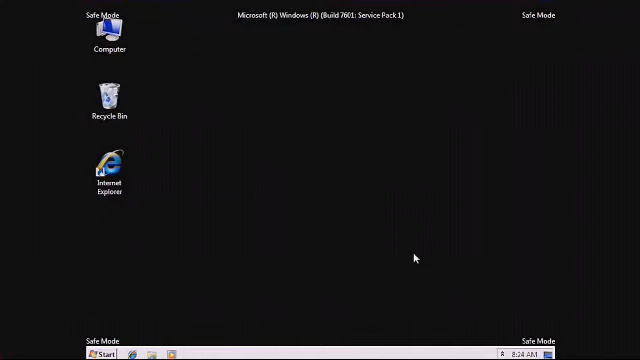 Safe Mode
Microsoft (R) Windows (R) (Build 7601: Service Pack 1)
Safe Mode
Computer
Recycle Bin
Internet
Explorer
Safe Mode
Safe Mode
Start
8:24 AM